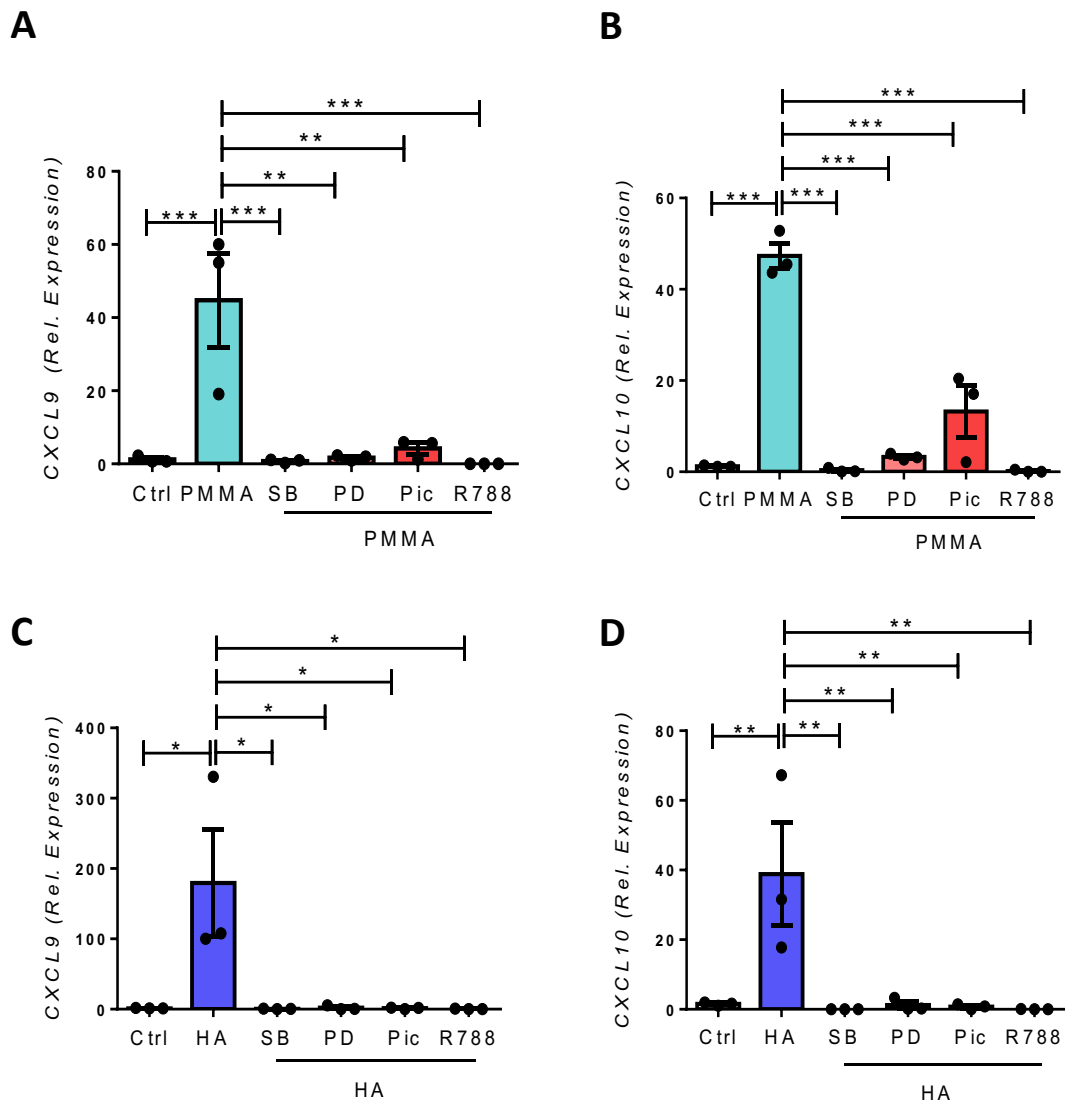 A
***
**
**
***
***
CXCL9 (Rel. Expression)
80
60
40
20
0
Ctrl PMMA SB PD Pic R788
PMMA
B
***
***
***
***
***
CXCL10 (Rel. Expression)
60
40
20
0
Ctrl PMMA SB PD Pic R788
PMMA
C
*
*
*
*
*
CXCL9 (Rel. Expression)
400
300
200
100
0
Ctrl HA SB PD Pic R788
HA
D
**
**
**
**
**
CXCL10 (Rel. Expression)
80
60
40
20
0
Ctrl HA SB PD Pic R788
HA